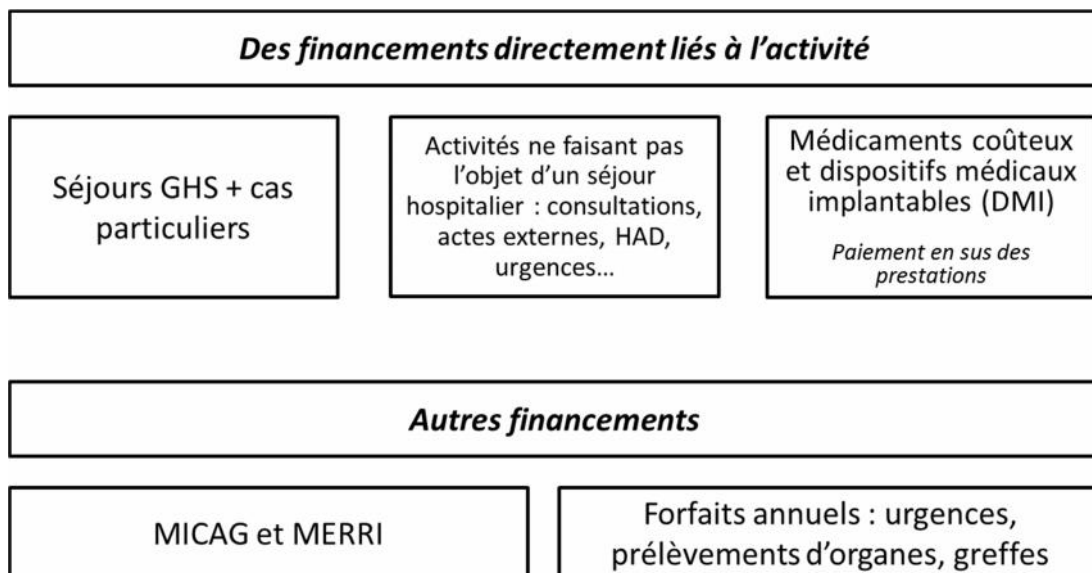 Des financements directement liés à l’activité
Séjours GHS + cas
particuliers
Activités ne faisant pas
l’objet d’un séjour
hospitalier : consultations,
actes externes, HAD,
urgences…
Médicaments coûteux
et dispositifs médicaux
implantables (DMI)
Paiement en sus des
prestations
Autres financements
MICAG et MERRI
Forfaits annuels : urgences,
prélèvements d’organes, greffes